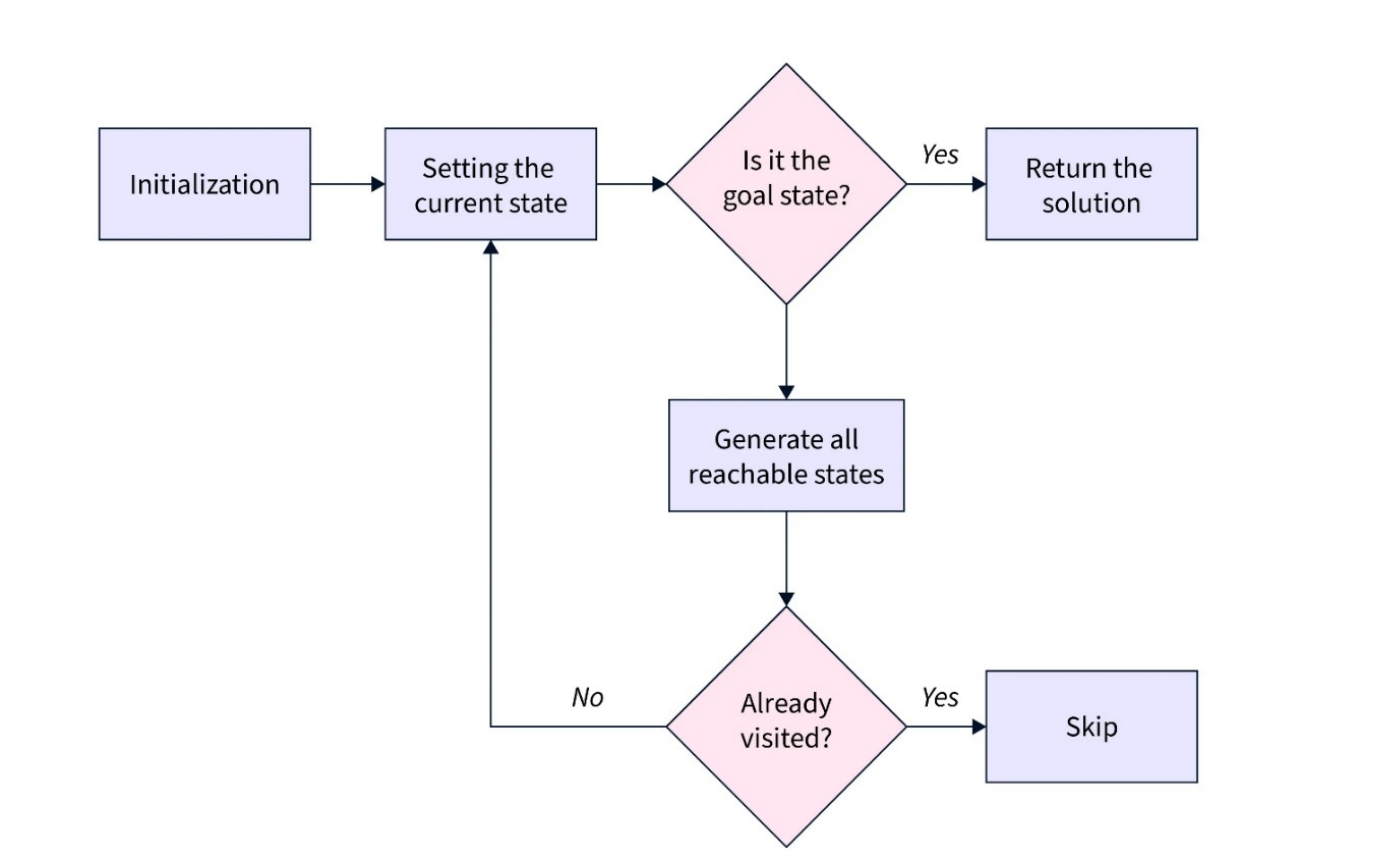 Initialization
Setting the
current state
Is it the
goal state?
Yes
Return the
solution
Generate all
reachable states
No
Already
visited?
Yes
Skip